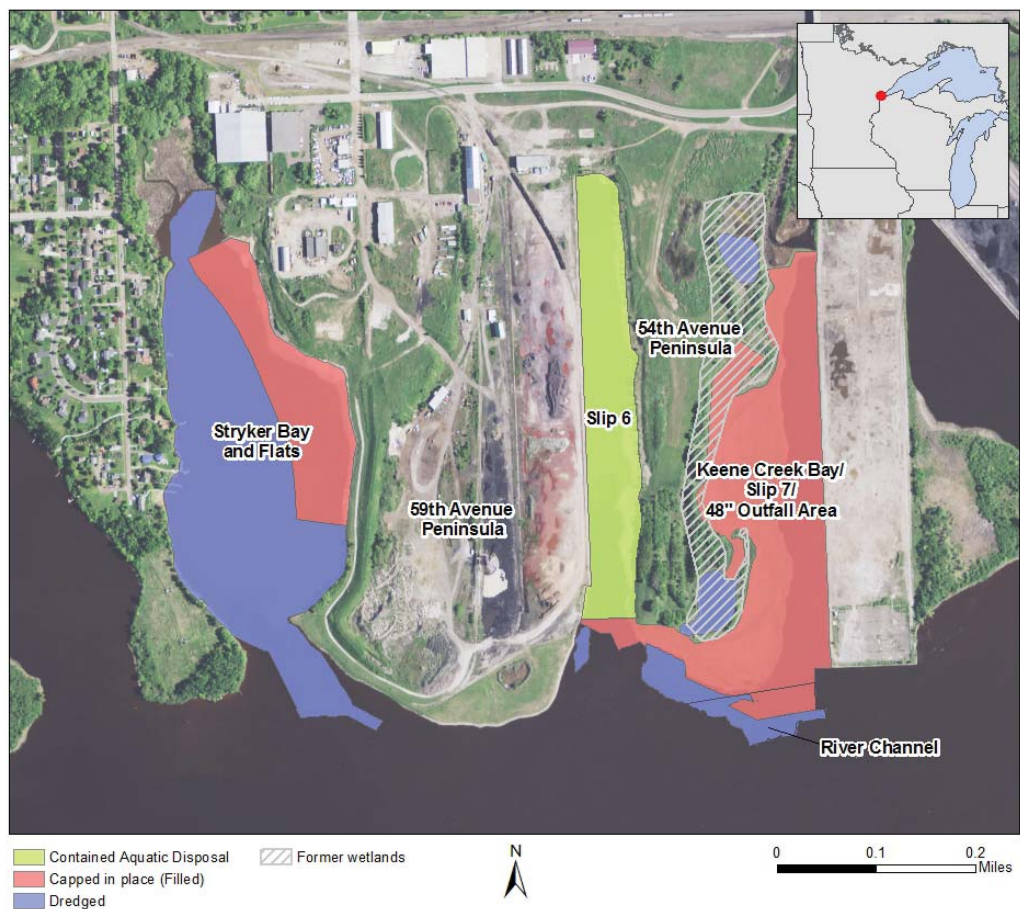 54th Avenue
Peninsula
Stryker Bay
and Flats
Slip 6
Keene Creek Bay/
Slip 7/
48" Outfall Area
59th Avenue
Peninsula
River Channel
Contained Aquatic Disposal
Capped in place (Filled)
Dredged
Former wetlands
N
0 0.1 0.2
Miles